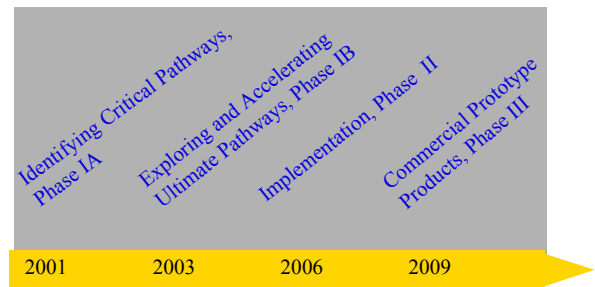 Identifying Critical Pathways,
Phase IA
Exploring and Accelerating
Ultimate Pathways, Phase IB
Implementation, Phase II
Commercial Prototype
Products, Phase III
2001
2003
2006
2009